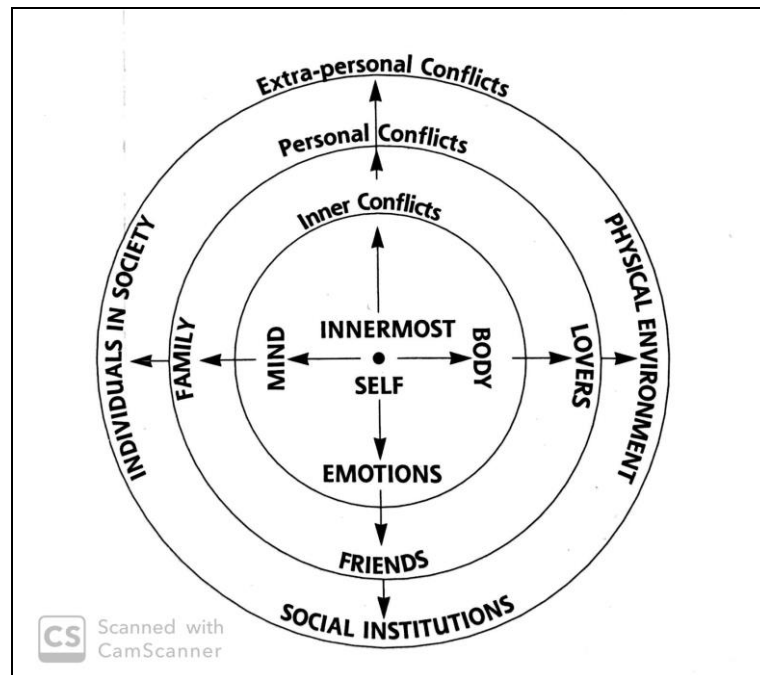 Extra-personal Conflicts
Personal Conflicts
Inner Conflicts
INDIVIDUALS IN SOCIETY
FAMILY
MIND
INNERMOST
SELF
BODY
LOVERS
PHYSICAL ENVIRONMENT
EMOTIONS
FRIENDS
SOCIAL INSTITUTIONS
CS
Scanned with
CamScanner